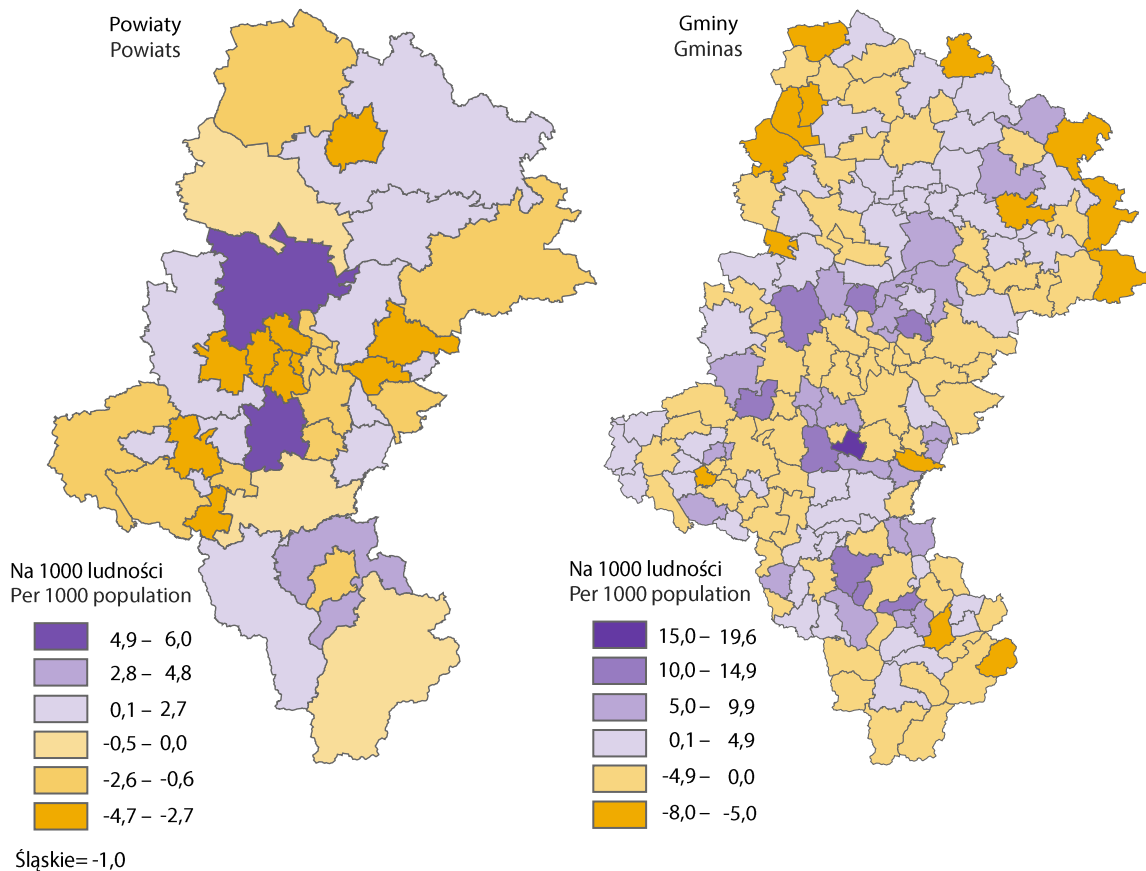 Powiaty
Powiats
Na 1000 ludności
Per 1000 population
4,9 – 6,0
2,8 – 4,8
0,1 – 2,7
-0,5 – 0,0
-2,6 – -0,6
-4,7 – -2,7
Śląskie= -1,0
Gminy
Gminas
Na 1000 ludności
Per 1000 population
15,0 – 19,6
10,0 – 14,9
5,0 – 9,9
0,1 – 4,9
-4,9 – 0,0
-8,0 – -5,0